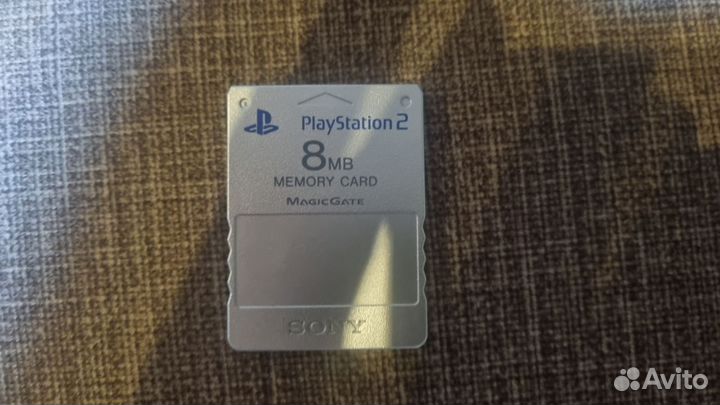 PlayStation 2
8MB
MEMORY CARD
MAGICGATE
SONY
Avito